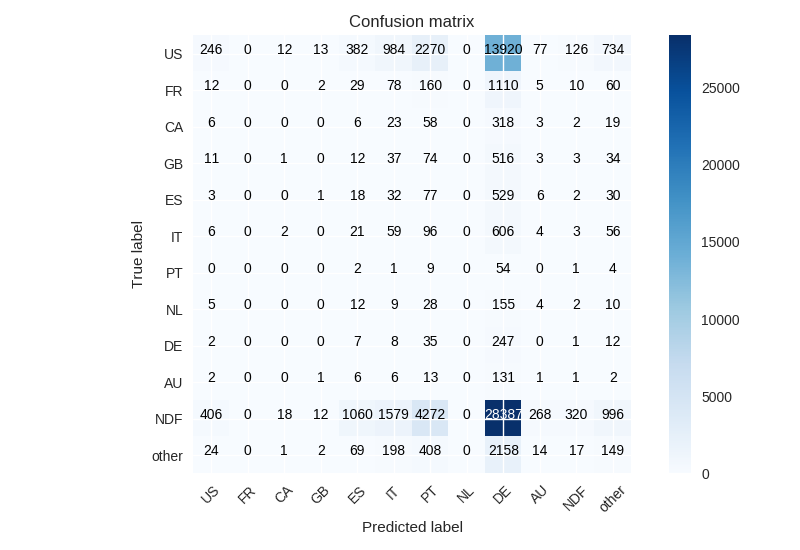 Confusion matrix
True label
US 246 0 12 13 382 984 2270 0 13920 77 126 734
FR 12 0 0 2 29 78 160 0 1110 5 10 60
CA 6 0 0 0 6 23 58 0 318 3 2 19
GB 11 0 1 0 12 37 74 0 516 3 3 34
ES 3 0 0 1 18 32 77 0 529 6 2 30
IT 6 0 2 0 21 59 96 0 606 4 3 56
PT 0 0 0 0 2 1 9 0 54 0 1 4
NL 5 0 0 0 12 9 28 0 155 4 2 10
DE 2 0 0 0 7 8 35 0 247 0 1 12
AU 2 0 0 1 6 6 13 0 131 1 1 2
NDF 406 0 18 12 1060 1579 4272 0 28387 268 320 996
other 24 0 1 2 69 198 408 0 2158 14 17 149
US FR CA GB ES IT PT NL DE AU NDF other
Predicted label
25000
20000
15000
10000
5000
0